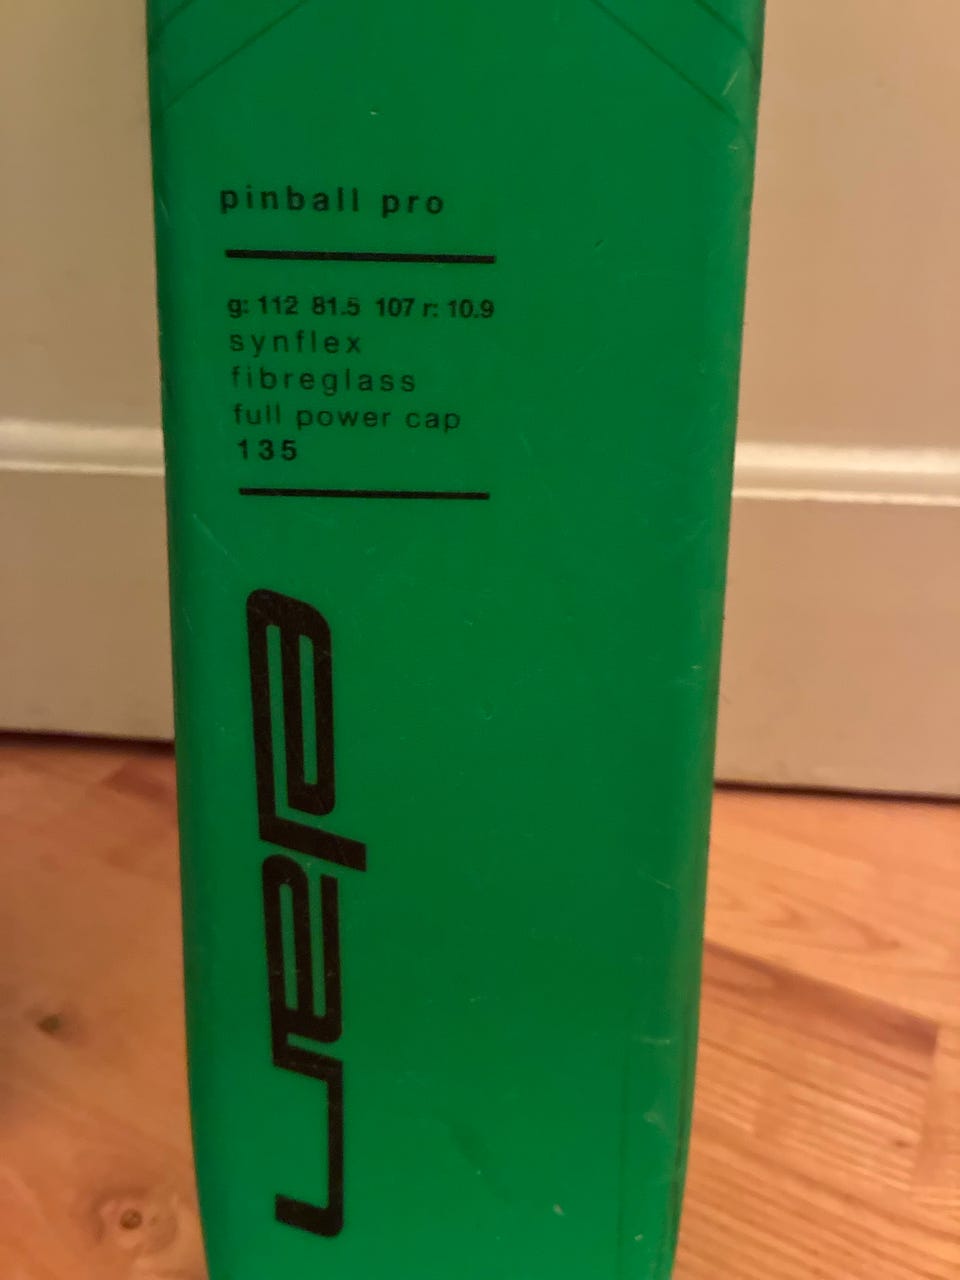 pinball pro
g: 112 81.5 107 r: 10.9
synflex
fibreglass
full power cap
135
elan